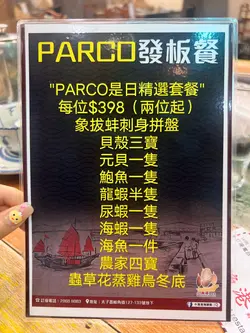 PARCO發板餐
"PARCO是日精選套餐"
每位$398（兩位起）
象拔蚌刺身拼盤
貝殼三寶
元貝一隻
鮑魚一隻
龍蝦半隻
尿蝦一隻
海蝦一隻
海魚一件
農家四寶
蟲草花蒸雞烏冬底